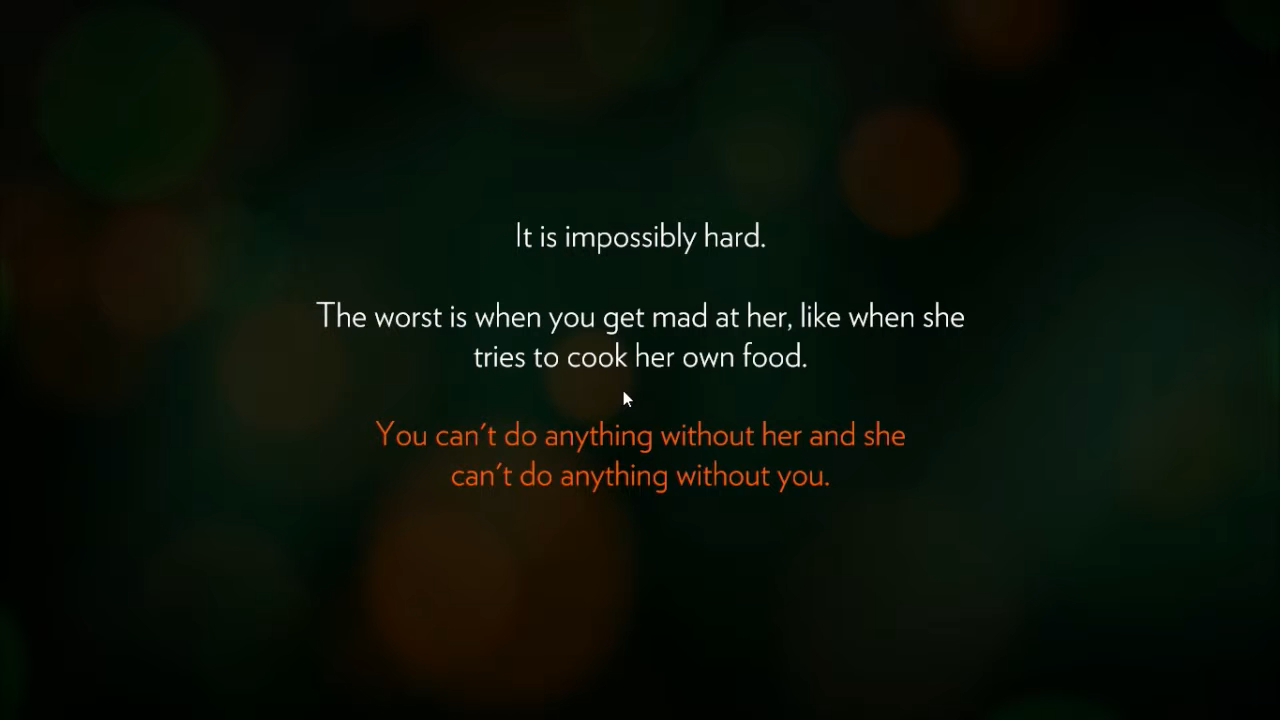 It is impossibly hard.
The worst is when you get mad at her, like when she
tries to cook her own food.
You can't do anything without her and she
can't do anything without you.